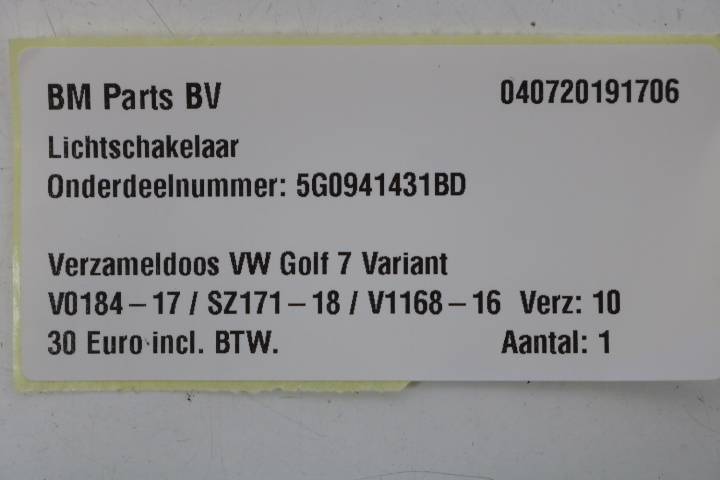 BM Parts BV 040720191706
Lichtschakelaar
Onderdeelnummer: 5G0941431BD
Verzameldoos VW Golf 7 Variant
V0184-17 / SZ171-18 / V1168-16 Verz: 10
30 Euro incl. BTW. Aantal: 1